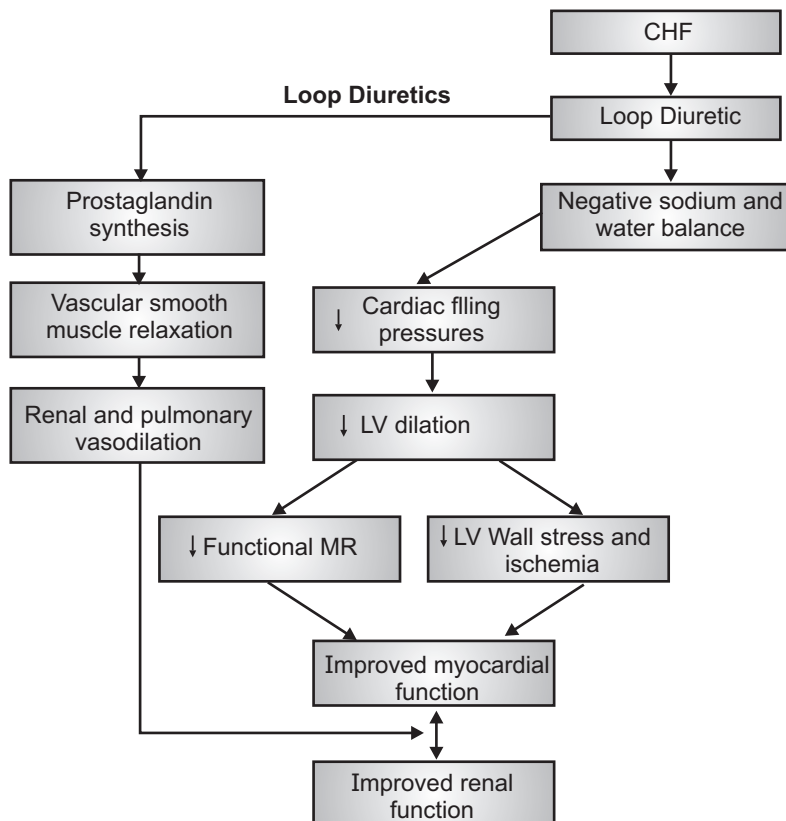 CHF
Loop Diuretics
Loop Diuretic
Prostaglandin
synthesis
Negative sodium and
water balance
Vascular smooth
muscle relaxation
↓ Cardiac flling
pressures
Renal and pulmonary
vasodilation
↓ LV dilation
↓ Functional MR
↓ LV Wall stress and
ischemia
Improved myocardial
function
Improved renal
function